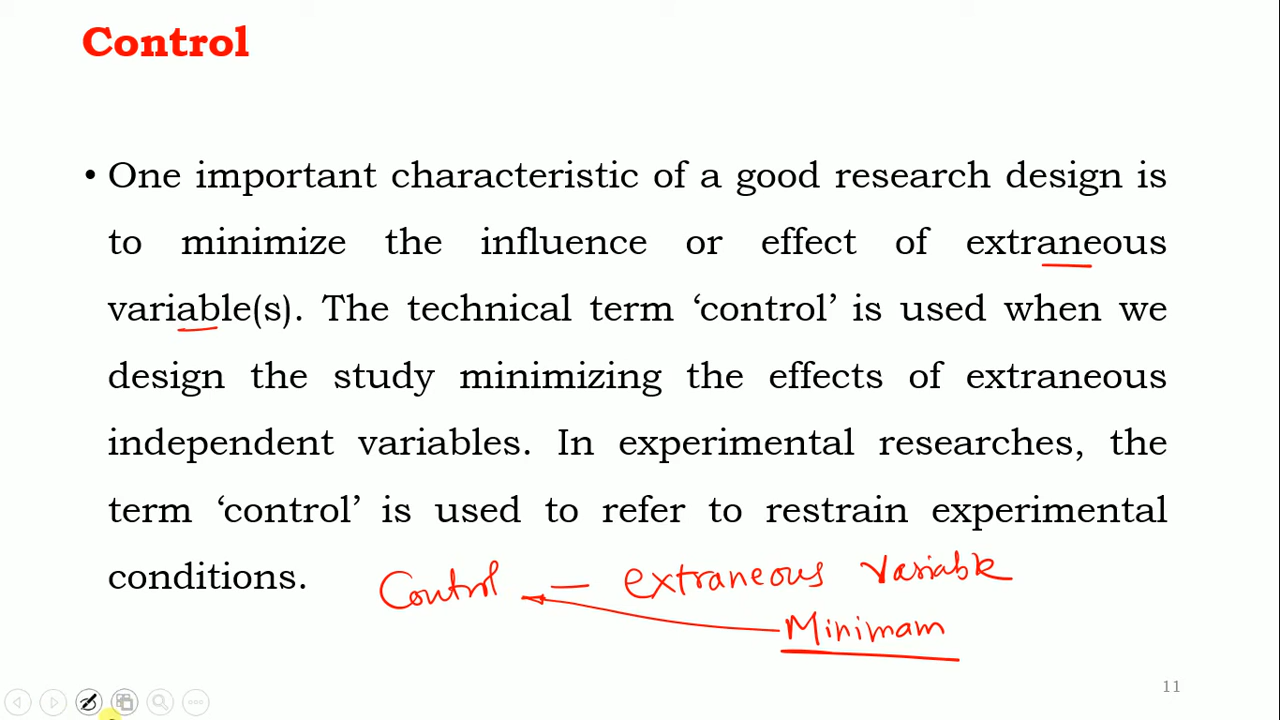 Control
• One important characteristic of a good research design is
to minimize the influence or effect of extraneous
variable(s). The technical term ‘control’ is used when we
design the study minimizing the effects of extraneous
independent variables. In experimental researches, the
term ‘control’ is used to refer to restrain experimental
conditions.
Control — extraneous variable
Minimam
11